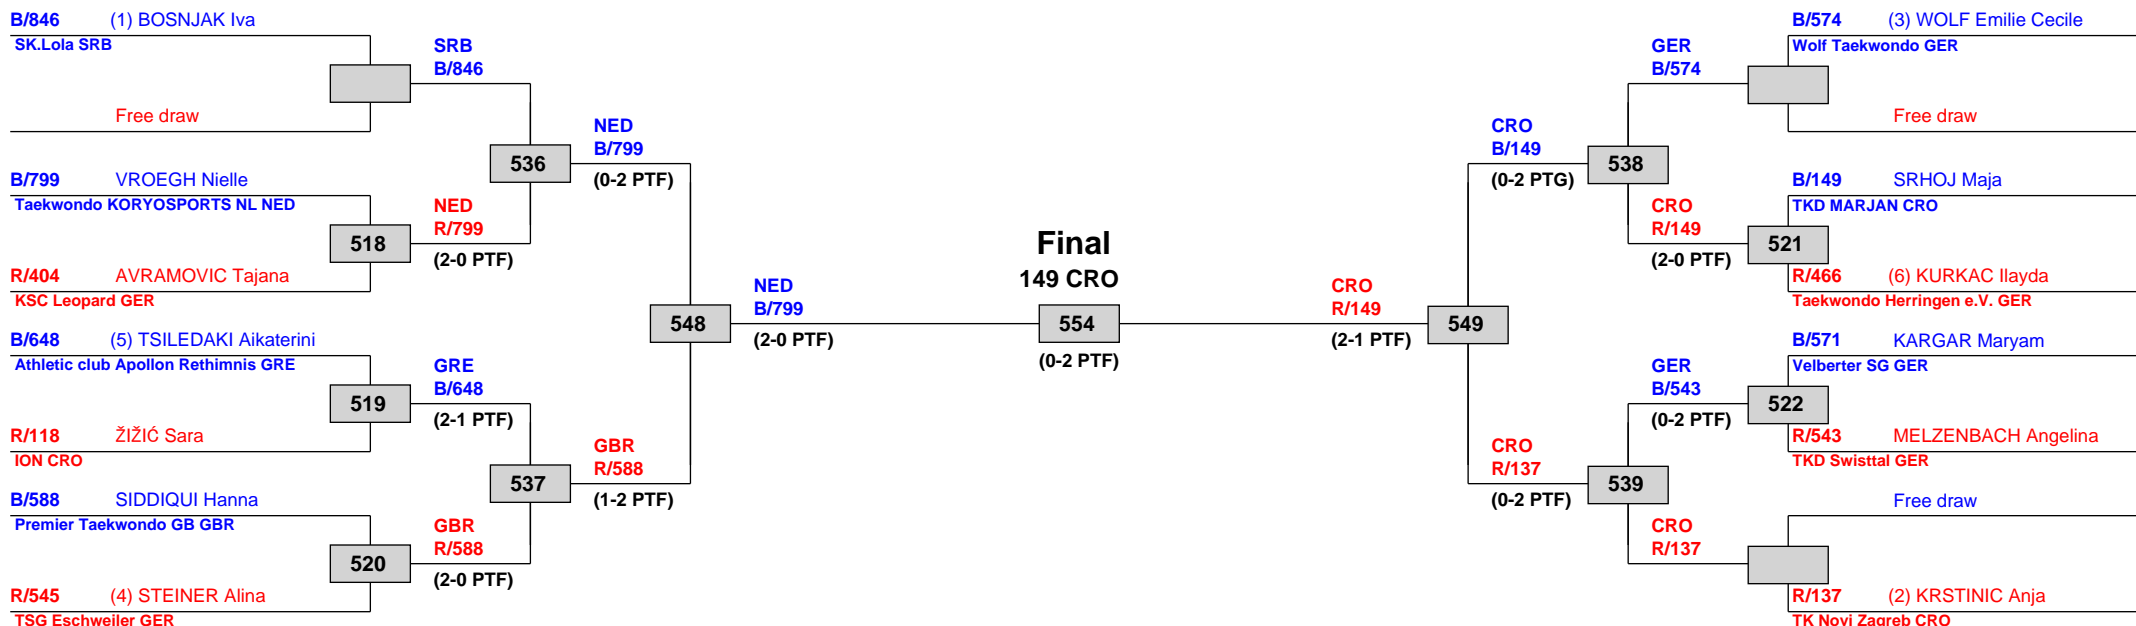 B/846 (1) BOSNJAK Iva
SK.Lola SRB
Free draw
B/799 VROEGH Nielle
Taekwondo KORYOSPORTS NL NED
R/404 AVRAMOVIC Tajana
KSC Leopard GER
B/648 (5) TSILEDAKI Aikaterini
Athletic club Apollon Rethimnis GRE
R/118 ŽIŽIĆ Sara
ION CRO
B/588 SIDDIQUI Hanna
Premier Taekwondo GB GBR
R/545 (4) STEINER Alina
TSG Eschweiler GER
518
519
520
SRB
B/846
NED
R/799
(2-0 PTF)
GRE
B/648
(2-1 PTF)
GBR
R/588
(2-0 PTF)
536
537
NED
B/799
(0-2 PTF)
GBR
R/588
(1-2 PTF)
548
NED
B/799
(2-0 PTF)
Final
149 CRO
554
(0-2 PTF)
CRO
R/149
(2-1 PTF)
549
CRO
B/149
(0-2 PTG)
CRO
R/137
(0-2 PTF)
538
539
GER
B/574
CRO
R/149
(2-0 PTF)
GER
B/543
(0-2 PTF)
CRO
R/137
521
522
B/574 (3) WOLF Emilie Cecile
Wolf Taekwondo GER
Free draw
B/149 SRHOJ Maja
TKD MARJAN CRO
R/466 (6) KURKAC Ilayda
Taekwondo Herringen e.V. GER
B/571 KARGAR Maryam
Velberter SG GER
R/543 MELZENBACH Angelina
TKD Swisttal GER
Free draw
R/137 (2) KRSTINIC Anja
TK Novi Zagreb CRO